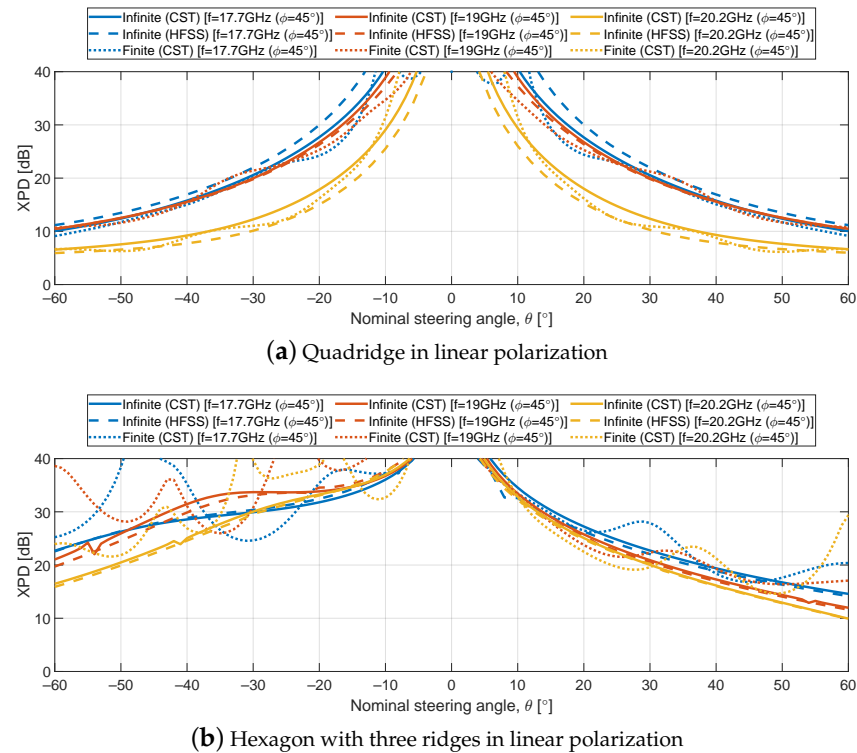 Infinite (CST) [f=17.7GHz (ϕ=45°)] Infinite (CST) [f=19GHz (ϕ=45°)] Infinite (CST) [f=20.2GHz (ϕ=45°)]
Infinite (HFSS) [f=17.7GHz (ϕ=45°)] Infinite (HFSS) [f=19GHz (ϕ=45°)] Infinite (HFSS) [f=20.2GHz (ϕ=45°)]
Finite (CST) [f=17.7GHz (ϕ=45°)] Finite (CST) [f=19GHz (ϕ=45°)] Finite (CST) [f=20.2GHz (ϕ=45°)]
40
30
20
10
0
XPD [dB]
−60 −50 −40 −30 −20 −10 0 10 20 30 40 50 60
Nominal steering angle, θ [°]
(a) Quadridge in linear polarization
Infinite (CST) [f=17.7GHz (ϕ=45°)] Infinite (CST) [f=19GHz (ϕ=45°)] Infinite (CST) [f=20.2GHz (ϕ=45°)]
Infinite (HFSS) [f=17.7GHz (ϕ=45°)] Infinite (HFSS) [f=19GHz (ϕ=45°)] Infinite (HFSS) [f=20.2GHz (ϕ=45°)]
Finite (CST) [f=17.7GHz (ϕ=45°)] Finite (CST) [f=19GHz (ϕ=45°)] Finite (CST) [f=20.2GHz (ϕ=45°)]
40
30
20
10
0
XPD [dB]
−60 −50 −40 −30 −20 −10 0 10 20 30 40 50 60
Nominal steering angle, θ [°]
(b) Hexagon with three ridges in linear polarization